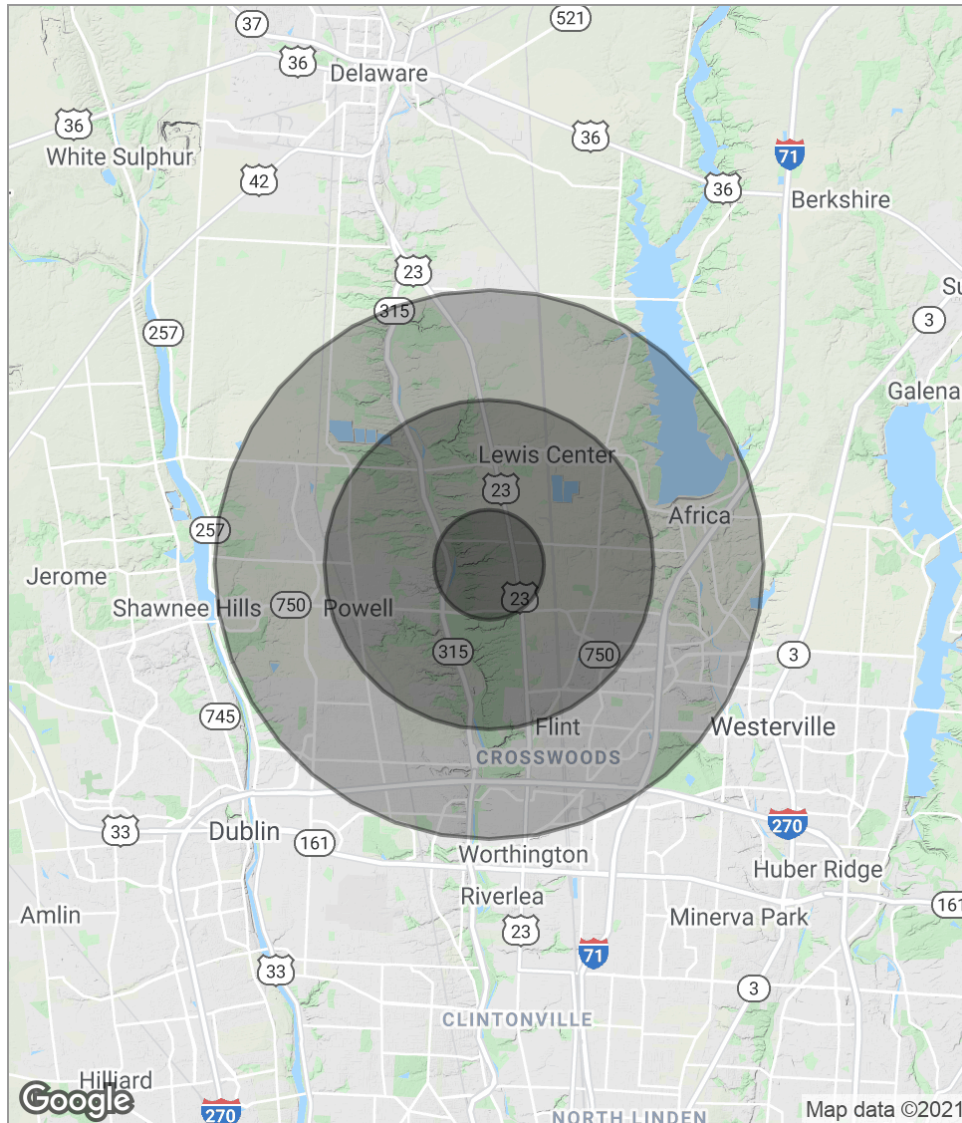 521
37
36
Delaware
36
36
White Sulphur
71
42
36
Berkshire
23
Su
315
3
257
Galena
Lewis Center
23
Africa
257
Jerome
23
750
Shawnee Hills
Powell
315
750
3
745
Flint
Westerville
CROSSWOODS
270
33
Dublin
161
Worthington
Huber Ridge
Riverlea
161
Amlin
Minerva Park
23
71
33
3
CLINTONVILLE
Hilliard
Google
270
NORTH LINDEN
Map data ©2021